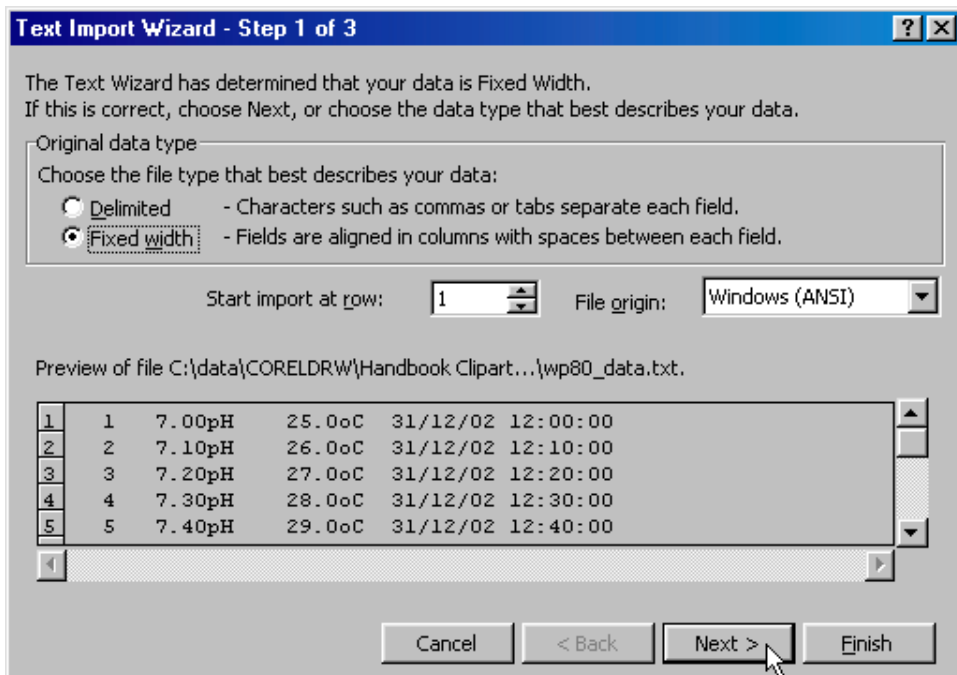 Text Import Wizard - Step 1 of 3
The Text Wizard has determined that your data is Fixed Width.
If this is correct, choose Next, or choose the data type that best describes your data.
Original data type
Choose the file type that best describes your data:
Delimited - Characters such as commas or tabs separate each field.
Fixed width - Fields are aligned in columns with spaces between each field.
Start import at row: 1 File origin: Windows (ANSI)
Preview of file C:\data\CORELDRW\Handbook Clipart...\wp80_data.txt.
1 1 7.00pH 25.0oC 31/12/02 12:00:00
2 2 7.10pH 26.0oC 31/12/02 12:10:00
3 3 7.20pH 27.0oC 31/12/02 12:20:00
4 4 7.30pH 28.0oC 31/12/02 12:30:00
5 5 7.40pH 29.0oC 31/12/02 12:40:00
Cancel < Back Next > Finish